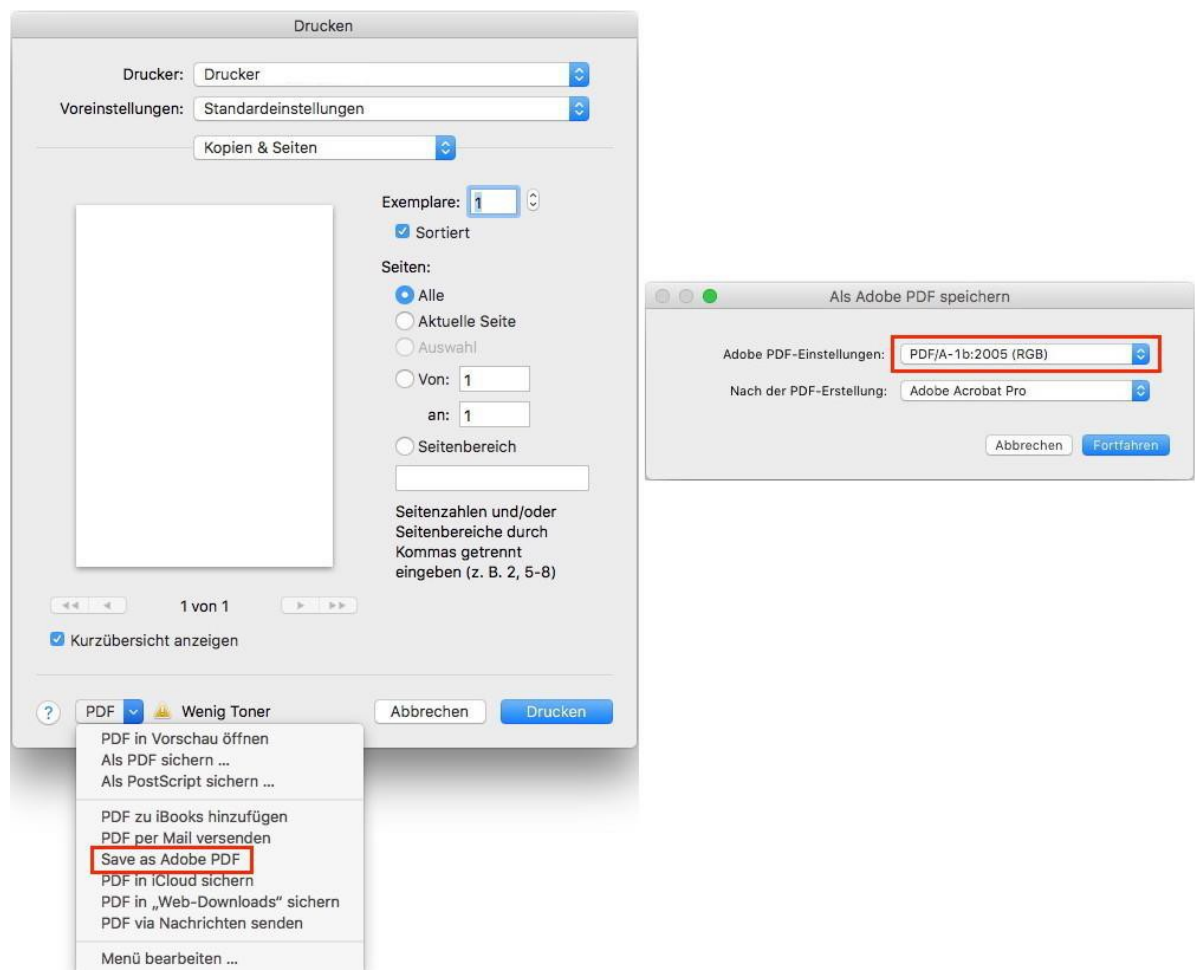 Drucken
Drucker: Drucker
Voreinstellungen: Standardeinstellungen
Kopien & Seiten
Exemplare: 1
Sortiert
Seiten:
Alle
Aktuelle Seite
Auswahl
Von: 1
an: 1
Seitenbereich
Seitenzahlen und/oder
Seitenbereiche durch
Kommas getrennt
eingeben (z. B. 2, 5-8)
1 von 1
Kurzübersicht anzeigen
? PDF Wenig Toner Abbrechen Drucken
PDF in Vorschau öffnen
Als PDF sichern ...
Als PostScript sichern ...
PDF zu iBooks hinzufügen
PDF per Mail versenden
Save as Adobe PDF
PDF in iCloud sichern
PDF in „Web-Downloads“ sichern
PDF via Nachrichten senden
Menü bearbeiten ...
Als Adobe PDF speichern
Adobe PDF-Einstellungen: PDF/A-1b:2005 (RGB)
Nach der PDF-Erstellung: Adobe Acrobat Pro
Abbrechen Fortfahren